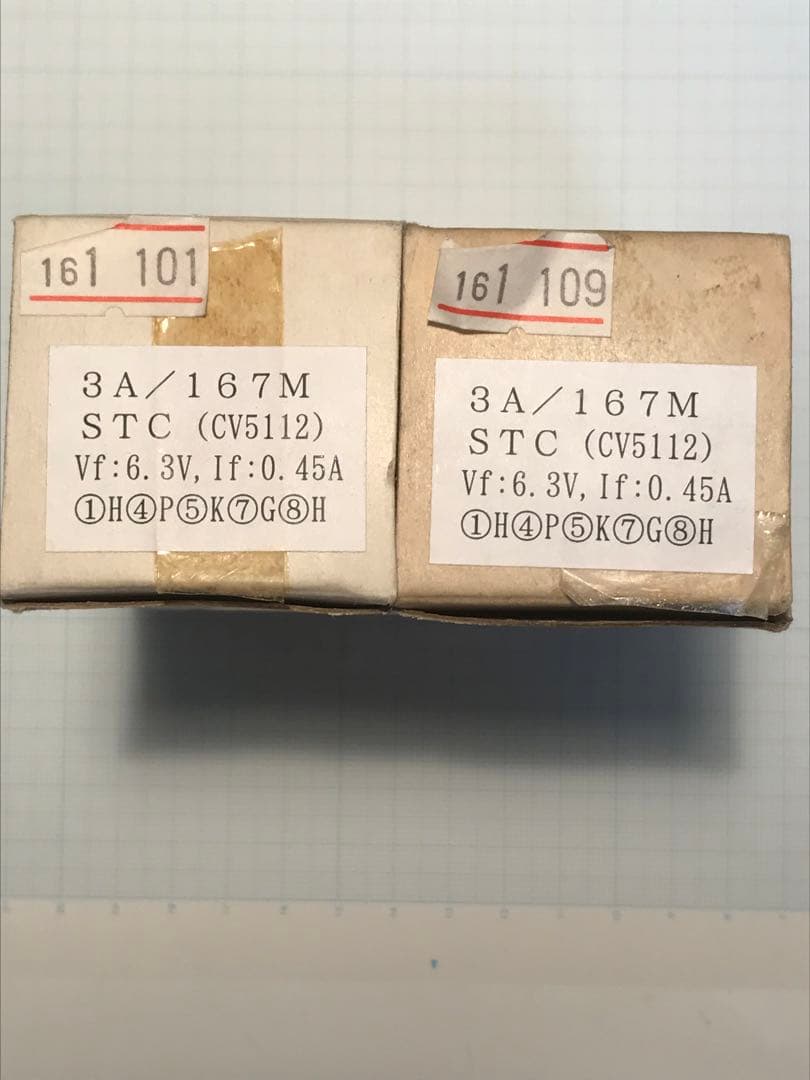 161 101
3A／167M
STC (CV5112)
Vf:6.3V, If:0.45A
①H④P⑤K⑦G⑧H
161 109
3A／167M
STC (CV5112)
Vf:6.3V, If:0.45A
①H④P⑤K⑦G⑧H